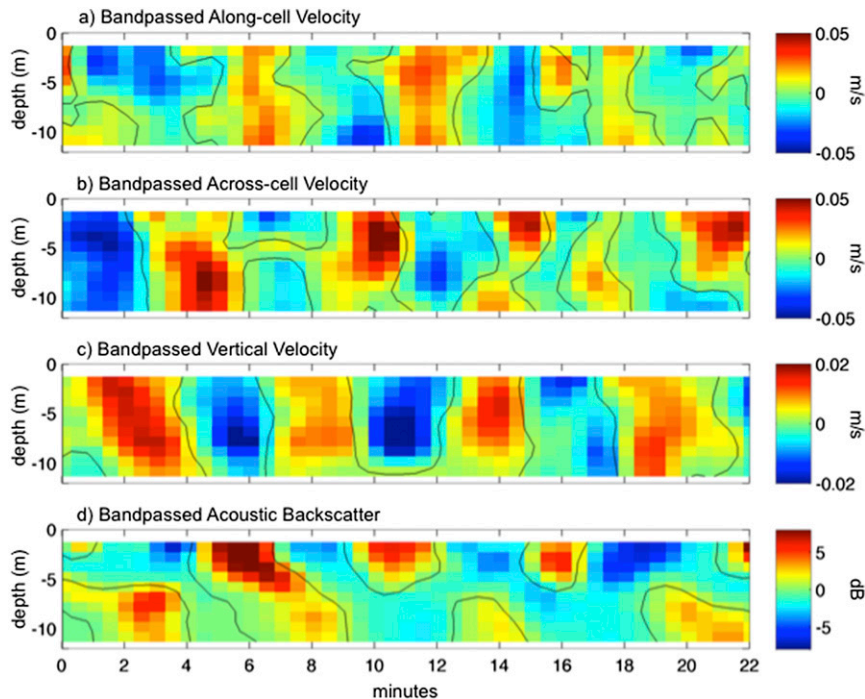 a) Bandpassed Along-cell Velocity
0
-5
-10
depth (m)
0.05
0
-0.05
m/s
b) Bandpassed Across-cell Velocity
0
-5
-10
depth (m)
0.05
0
-0.05
m/s
c) Bandpassed Vertical Velocity
0
-5
-10
depth (m)
0.02
0
-0.02
m/s
d) Bandpassed Acoustic Backscatter
0
-5
-10
depth (m)
5
0
-5
dB
0 2 4 6 8 10 12 14 16 18 20 22
minutes